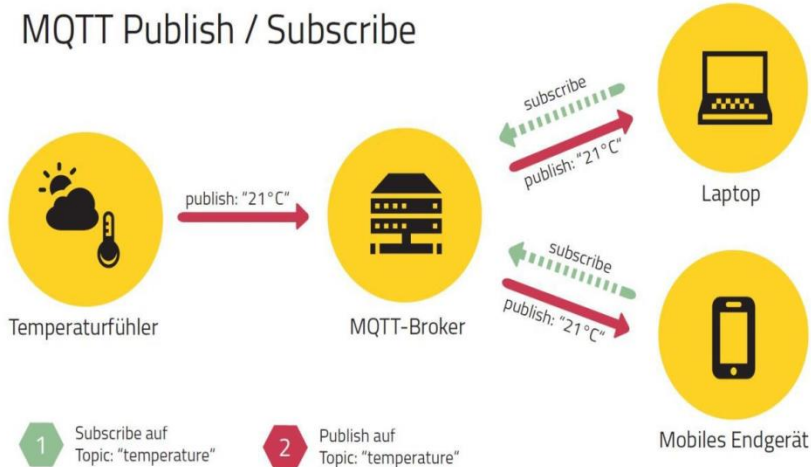 MQTT Publish / Subscribe
subscribe
publish: "21°C"
Laptop
publish: "21°C"
subscribe
publish: "21°C"
Temperaturfühler
MQTT-Broker
Mobiles Endgerät
1
Subscribe auf
Topic: "temperature"
2
Publish auf
Topic: "temperature"